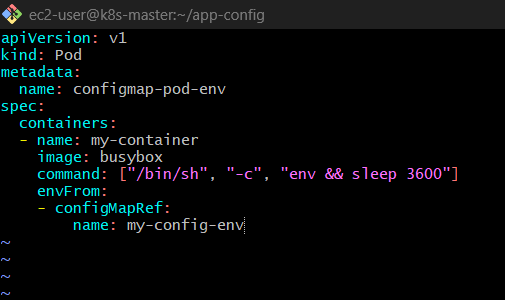 ec2-user@k8s-master:~/app-config
apiVersion: v1
kind: Pod
metadata:
  name: configmap-pod-env
spec:
  containers:
  - name: my-container
    image: busybox
    command: ["/bin/sh", "-c", "env && sleep 3600"]
    envFrom:
    - configMapRef:
        name: my-config-env
~
~
~
~